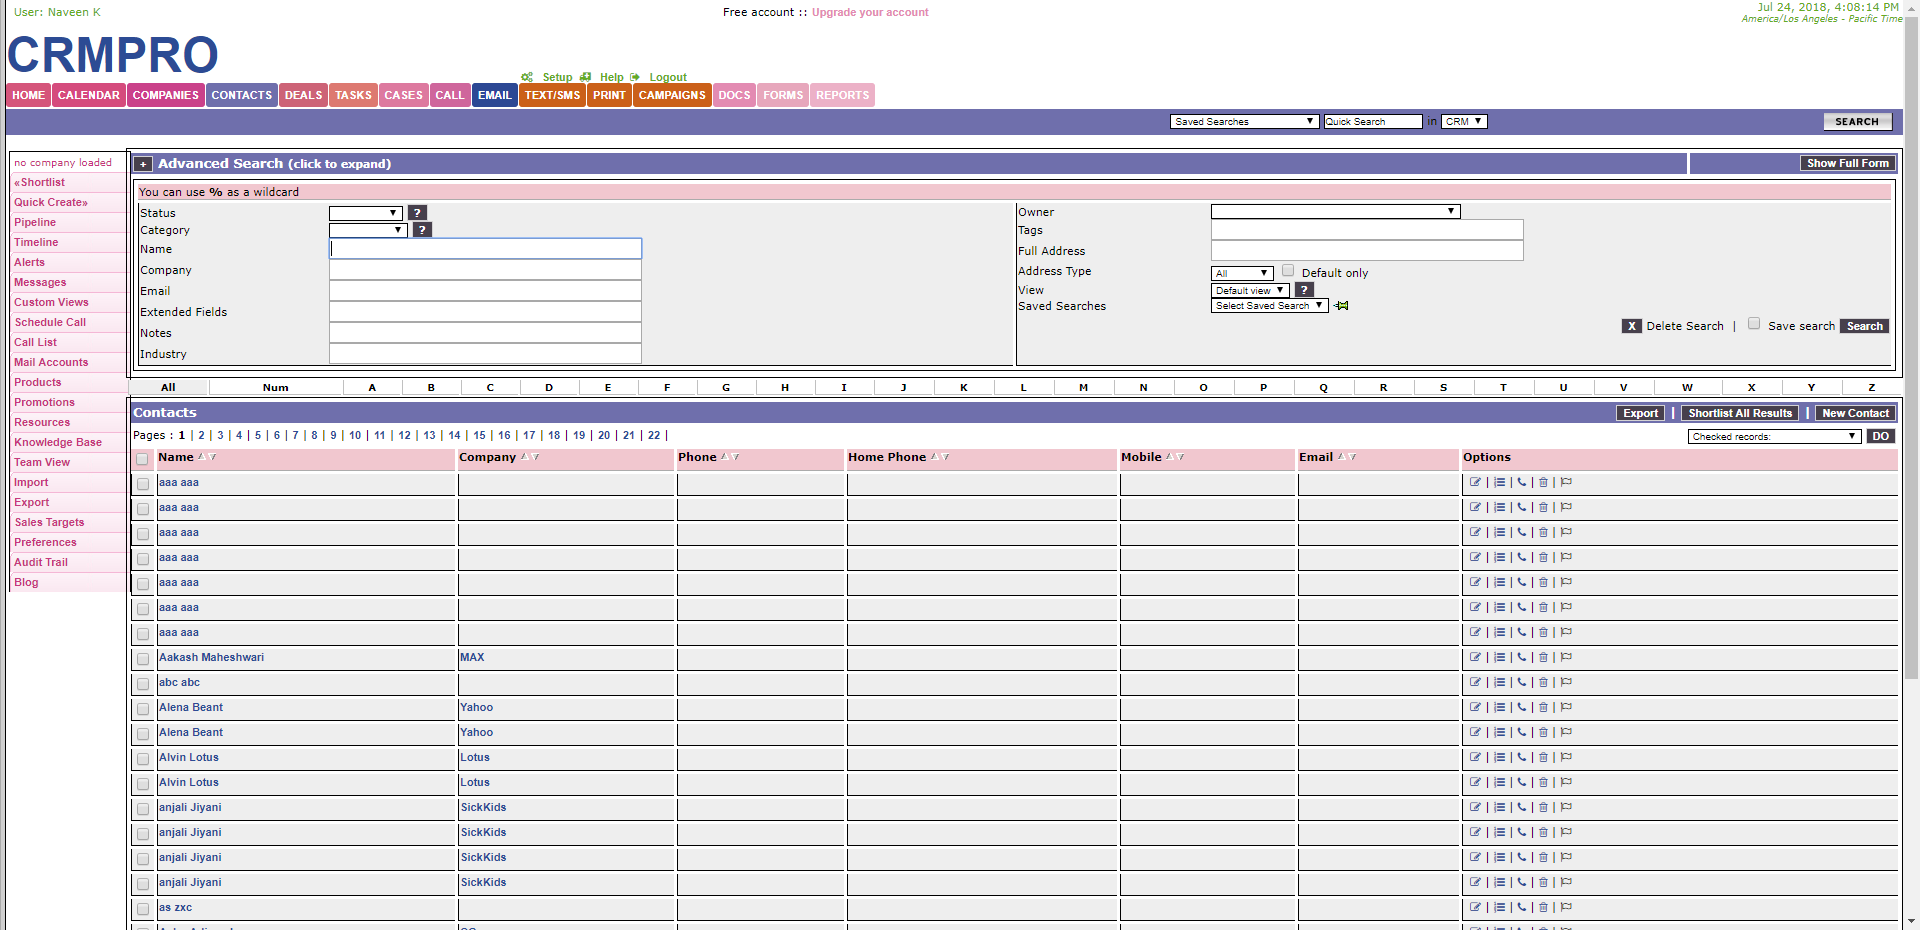 User: Naveen K
Free account :: Upgrade your account
Jul 24, 2018, 4:08:14 PM
America/Los Angeles - Pacific Time
CRMPRO
Setup Help Logout
HOME CALENDAR COMPANIES CONTACTS DEALS TASKS CASES CALL EMAIL TEXT/SMS PRINT CAMPAIGNS DOCS FORMS REPORTS
Saved Searches Quick Search in CRM SEARCH
no company loaded
«Shortlist
Quick Create»
Pipeline
Timeline
Alerts
Messages
Custom Views
Schedule Call
Call List
Mail Accounts
Products
Promotions
Resources
Knowledge Base
Team View
Import
Export
Sales Targets
Preferences
Audit Trail
Blog
+ Advanced Search (click to expand) Show Full Form
You can use % as a wildcard
Status ?
Category ?
Name
Company
Email
Extended Fields
Notes
Industry
Owner
Tags
Full Address
Address Type All Default only
View Default view ?
Saved Searches Select Saved Search
X Delete Search | Save search Search
All Num A B C D E F G H I J K L M N O P Q R S T U V W X Y Z
Contacts Export | Shortlist All Results | New Contact
Pages : 1 | 2 | 3 | 4 | 5 | 6 | 7 | 8 | 9 | 10 | 11 | 12 | 13 | 14 | 15 | 16 | 17 | 18 | 19 | 20 | 21 | 22 |
Checked records: DO
Name Company Phone Home Phone Mobile Email Options
aaa aaa | | | |
aaa aaa | | | |
aaa aaa | | | |
aaa aaa | | | |
aaa aaa | | | |
aaa aaa | | | |
aaa aaa | | | |
Aakash Maheshwari MAX | | | |
abc abc | | | |
Alena Beant Yahoo | | | |
Alena Beant Yahoo | | | |
Alvin Lotus Lotus | | | |
Alvin Lotus Lotus | | | |
anjali Jiyani SickKids | | | |
anjali Jiyani SickKids | | | |
anjali Jiyani SickKids | | | |
anjali Jiyani SickKids | | | |
as zxc | | | |